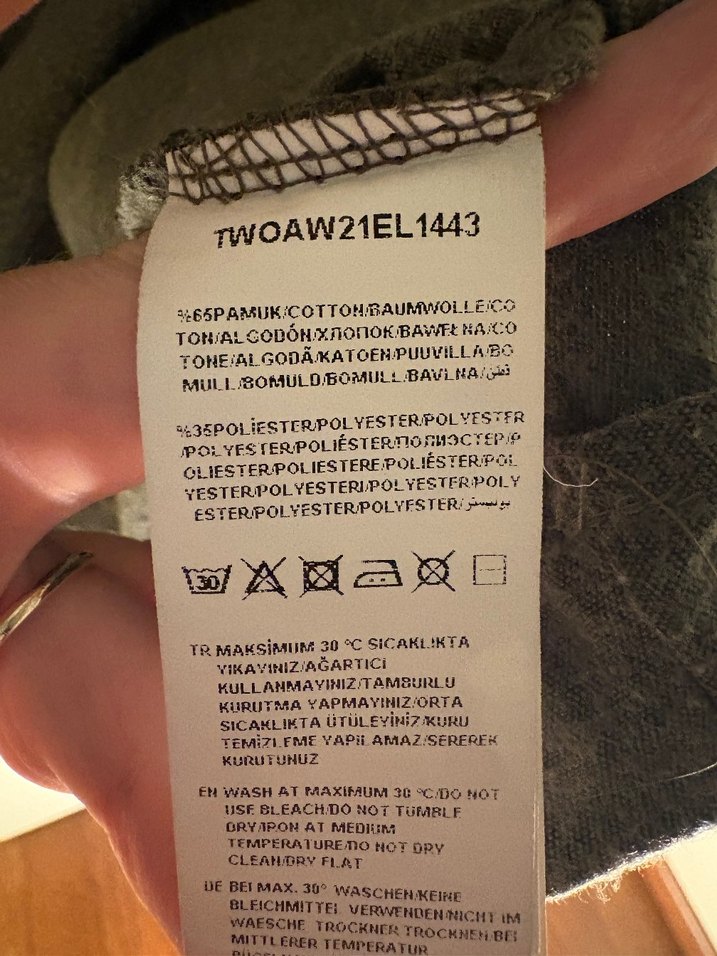 TWOAW21EL1443
%65PAMUK/COTTON/BAUMWOLLE/CO
TON/ALGODÓN/ХЛОПОК/BAWEŁNA/CO
TONE/ALGODÃ/KATOEN/PUUVILLA/BO
MULL/BOMULD/BOMULL/BAVLNA/قطن
%35POLİESTER/POLYESTER/POLYESTER
/POLYESTER/POLIÉSTER/ПОЛИЭСТЕР/P
OLIESTER/POLIESTERE/POLIÉSTER/POL
YESTER/POLYESTERI/POLYESTER/POLY
ESTER/POLYESTER/POLYESTER/بوليستر
30
TR MAKSİMUM 30 °C SICAKLIKTA
YIKAYINIZ/AĞARTICI
KULLANMAYINIZ/TAMBURLU
KURUTMA YAPMAYINIZ/ORTA
SICAKLIKTA ÜTÜLEYİNİZ/KURU
TEMİZLEME YAPILAMAZ/SEREREK
KURUTUNUZ
EN WASH AT MAXIMUM 30 °C/DO NOT
USE BLEACH/DO NOT TUMBLE
DRY/IRON AT MEDIUM
TEMPERATURE/DO NOT DRY
CLEAN/DRY FLAT
DE BEI MAX. 30° WASCHEN/KEINE
BLEICHMITTEL VERWENDEN/NICHT IM
WAESCHE TROCKNER TROCKNEN/BEI
MITTLERER TEMPERATUR